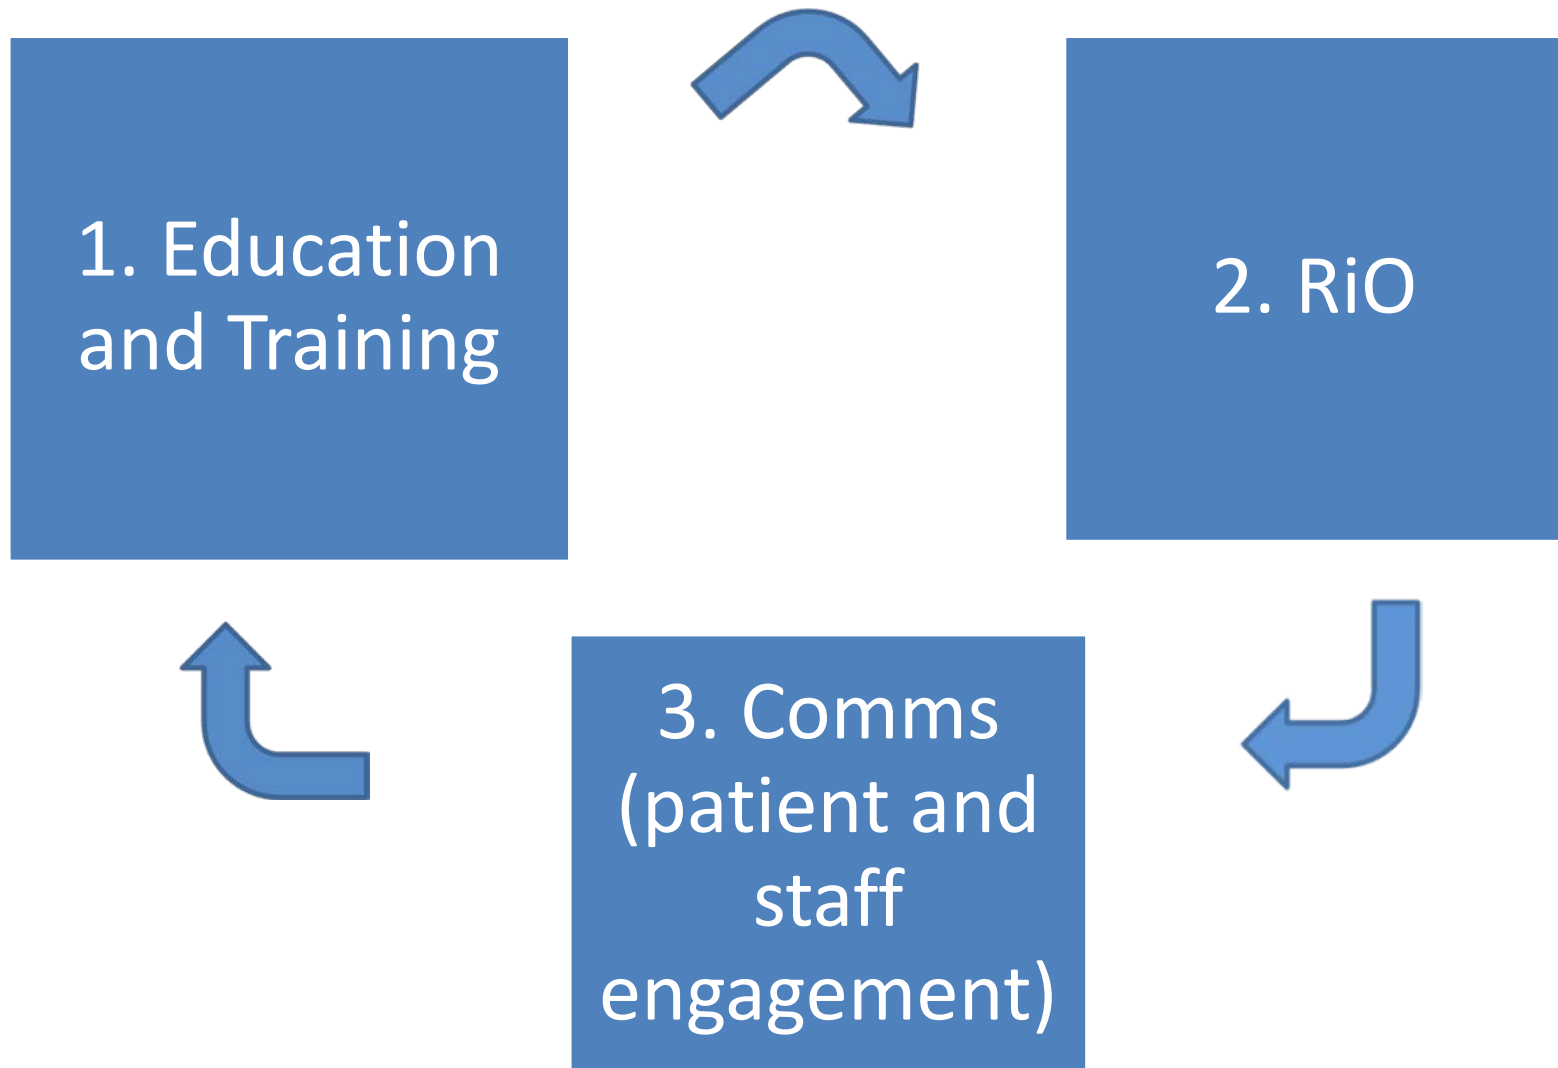 1. Education
and Training
2. RiO
3. Comms
(patient and
staff
engagement)